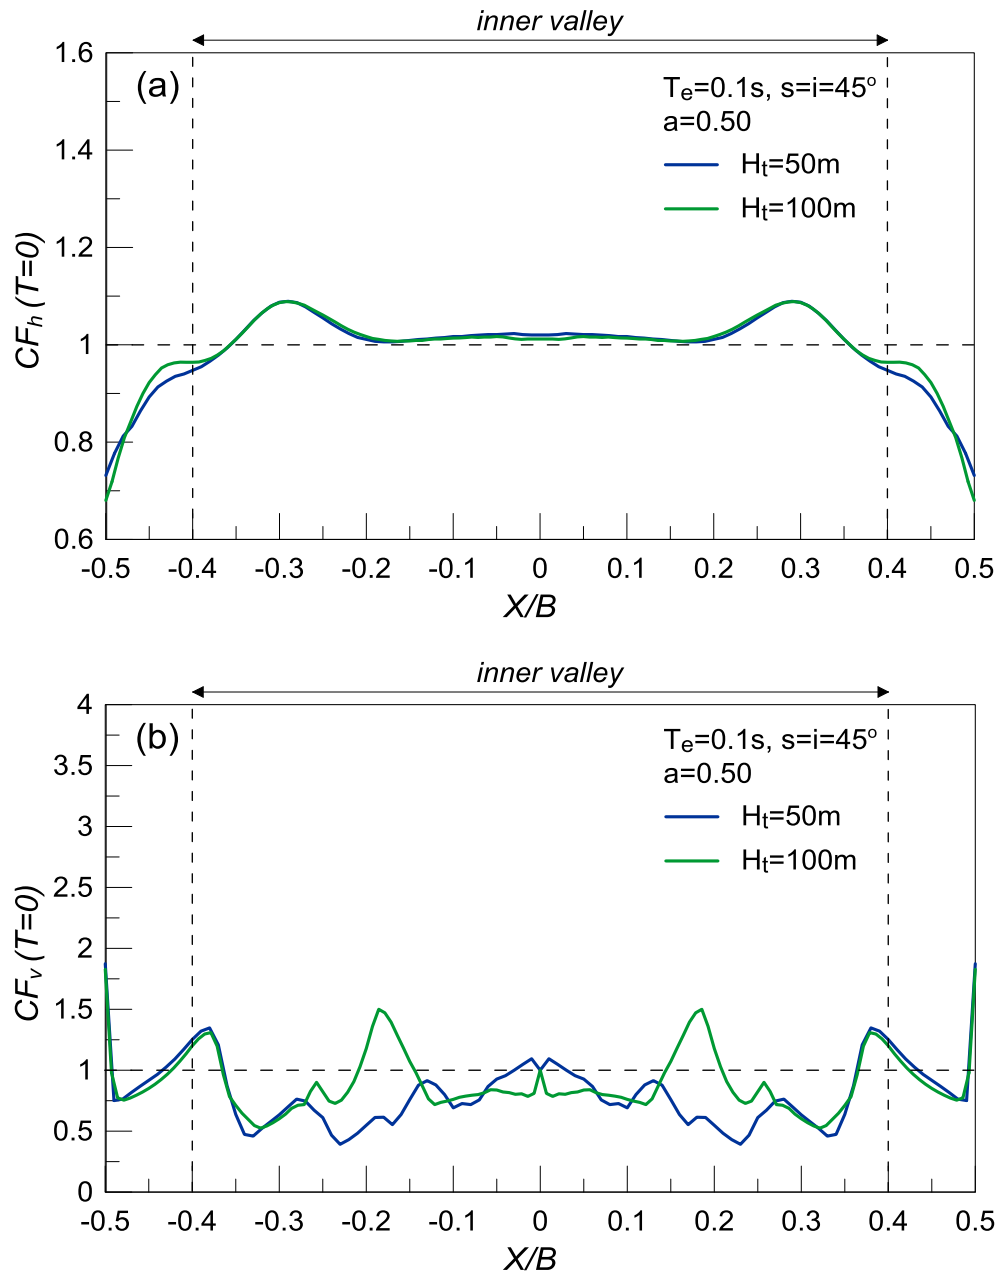 inner valley
(a)
T_e=0.1s, s=i=45°
a=0.50
H_t=50m
H_t=100m
CF_h (T=0)
1.6
1.4
1.2
1
0.8
0.6
-0.5 -0.4 -0.3 -0.2 -0.1 0 0.1 0.2 0.3 0.4 0.5
X/B
inner valley
(b)
T_e=0.1s, s=i=45°
a=0.50
H_t=50m
H_t=100m
CF_v (T=0)
4
3.5
3
2.5
2
1.5
1
0.5
0
-0.5 -0.4 -0.3 -0.2 -0.1 0 0.1 0.2 0.3 0.4 0.5
X/B